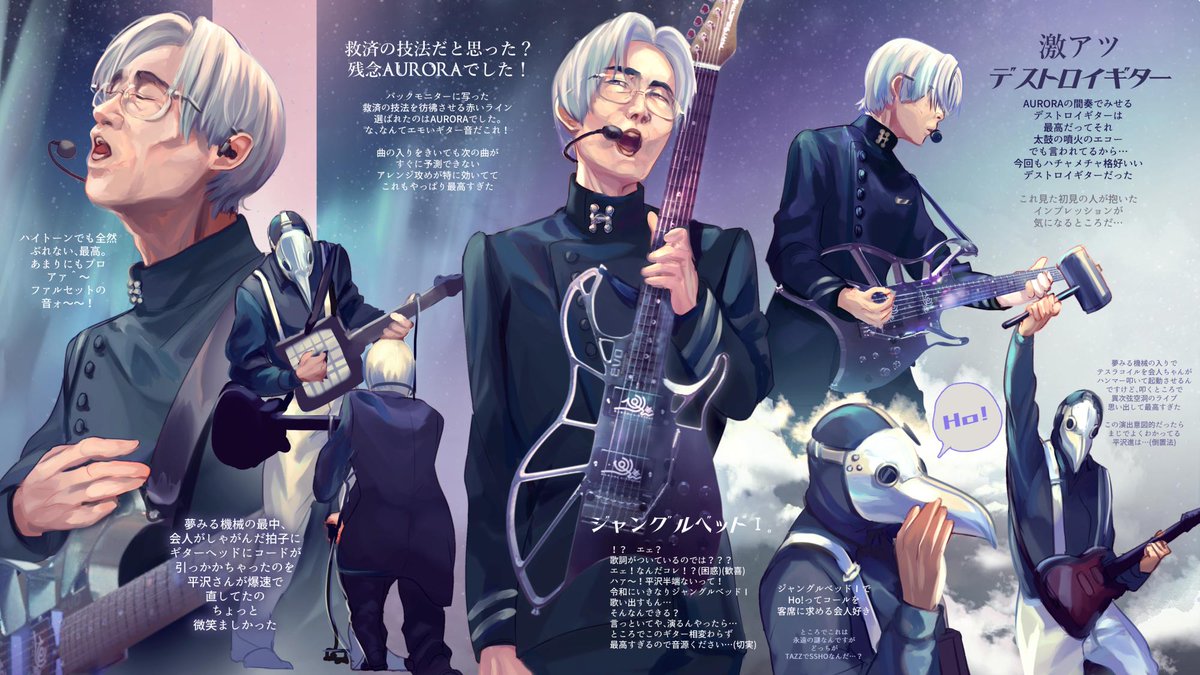 救済の技法だと思った？
残念AURORAでした！
バックモニターに写った
救済の技法を彷彿させる赤いライン
選ばれたのはAURORAでした。
な、なんてエモいギター音だこれ！
曲の入りをきいても次の曲が
すぐに予測できない
アレンジ攻めが特に効いてて
これもやっぱり最高すぎた
激アツ
デストロイギター
AURORAの間奏でみせる
デストロイギターは
最高だってそれ
太鼓の噴火のエコー
でも言われてるから…
今回もハチャメチャ格好いい
デストロイギターだった
これ見た初見の人が抱いた
インプレッションが
気になるところだ…
ハイトーンでも全然
ぶれない、最高。
あまりにもプロ
アァ゛～
ファルセットの
音ォ～～！
夢みる機械の最中、
会人がしゃがんだ拍子に
ギターヘッドにコードが
引っかかちゃったのを
平沢さんが爆速で
直してたの
ちょっと
微笑ましかった
EVO
ジャングルベッドⅠ。
！？　エェ？
歌詞がついているのでは？？？
エェ！なんだコレ！？(困惑)(歓喜)
ハァ～！平沢半端ないって！
令和にいきなりジャングルベッドⅠ
歌い出すもん…
そんなんできる？
言っといてや、演るんやったら…
ところでこのギター相変わらず
最高すぎるので音源ください…(切実)
Ho!
ジャングルベッドⅠで
Ho!ってコールを
客席に求める会人好き
ところでこれは
永遠の謎なんですが
どっちが
TAZZでSSHOなんだ…？
夢みる機械の入りで
テスラコイルを会人ちゃんが
ハンマー叩いて起動させるん
ですけど、叩くところで
異次弦空洞のライブ
思い出して最高すぎた
この演出意図的だったら
まじでよくわかってる
平沢進は…(倒置法)